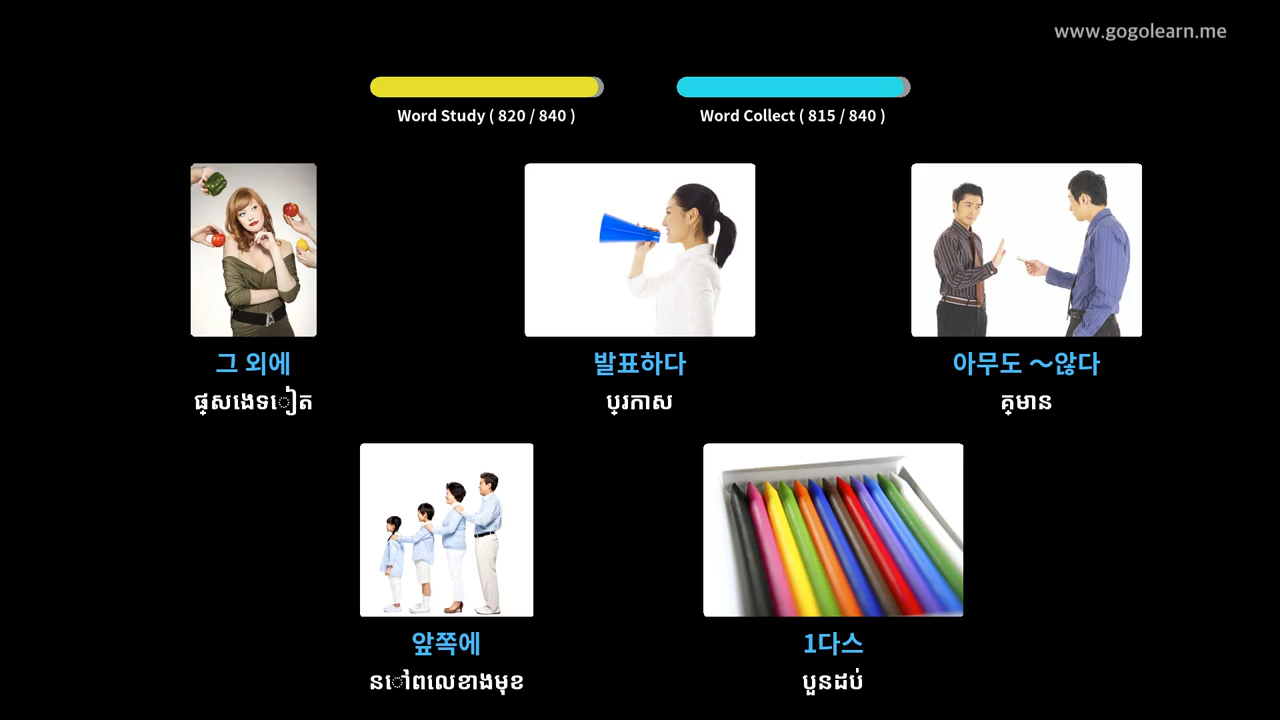 www.gogolearn.me
Word Study ( 820 / 840 )
Word Collect ( 815 / 840 )
그 외에
발표하다
아무도 ～않다
ផ្សេងទៀត
ប្រកាស
គ្មាន
앞쪽에
1다스
នៅពេលខាងមុខ
បួនដប់